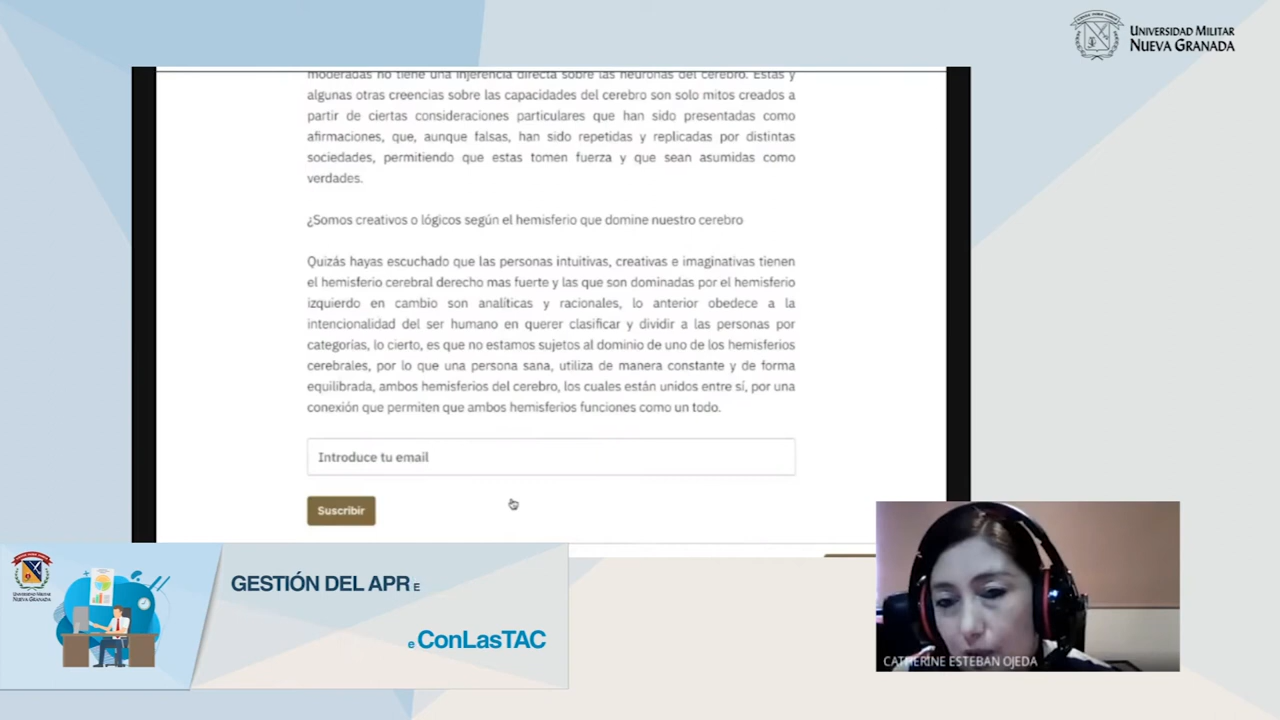 UNIVERSIDAD MILITAR
NUEVA GRANADA
moderadas no tiene una injerencia directa sobre las neuronas del cerebro. Estas y
algunas otras creencias sobre las capacidades del cerebro son solo mitos creados a
partir de ciertas consideraciones particulares que han sido presentadas como
afirmaciones, que, aunque falsas, han sido repetidas y replicadas por distintas
sociedades, permitiendo que estas tomen fuerza y que sean asumidas como
verdades.
¿Somos creativos o lógicos según el hemisferio que domine nuestro cerebro
Quizás hayas escuchado que las personas intuitivas, creativas e imaginativas tienen
el hemisferio cerebral derecho mas fuerte y las que son dominadas por el hemisferio
izquierdo en cambio son analíticas y racionales, lo anterior obedece a la
intencionalidad del ser humano en querer clasificar y dividir a las personas por
categorías, lo cierto, es que no estamos sujetos al dominio de uno de los hemisferios
cerebrales, por lo que una persona sana, utiliza de manera constante y de forma
equilibrada, ambos hemisferios del cerebro, los cuales están unidos entre sí, por una
conexión que permiten que ambos hemisferios funciones como un todo.
Introduce tu email
Suscribir
UNIVERSIDAD MILITAR
NUEVA GRANADA
GESTIÓN DEL APR E
e ConLasTAC
CATHERINE ESTEBAN OJEDA